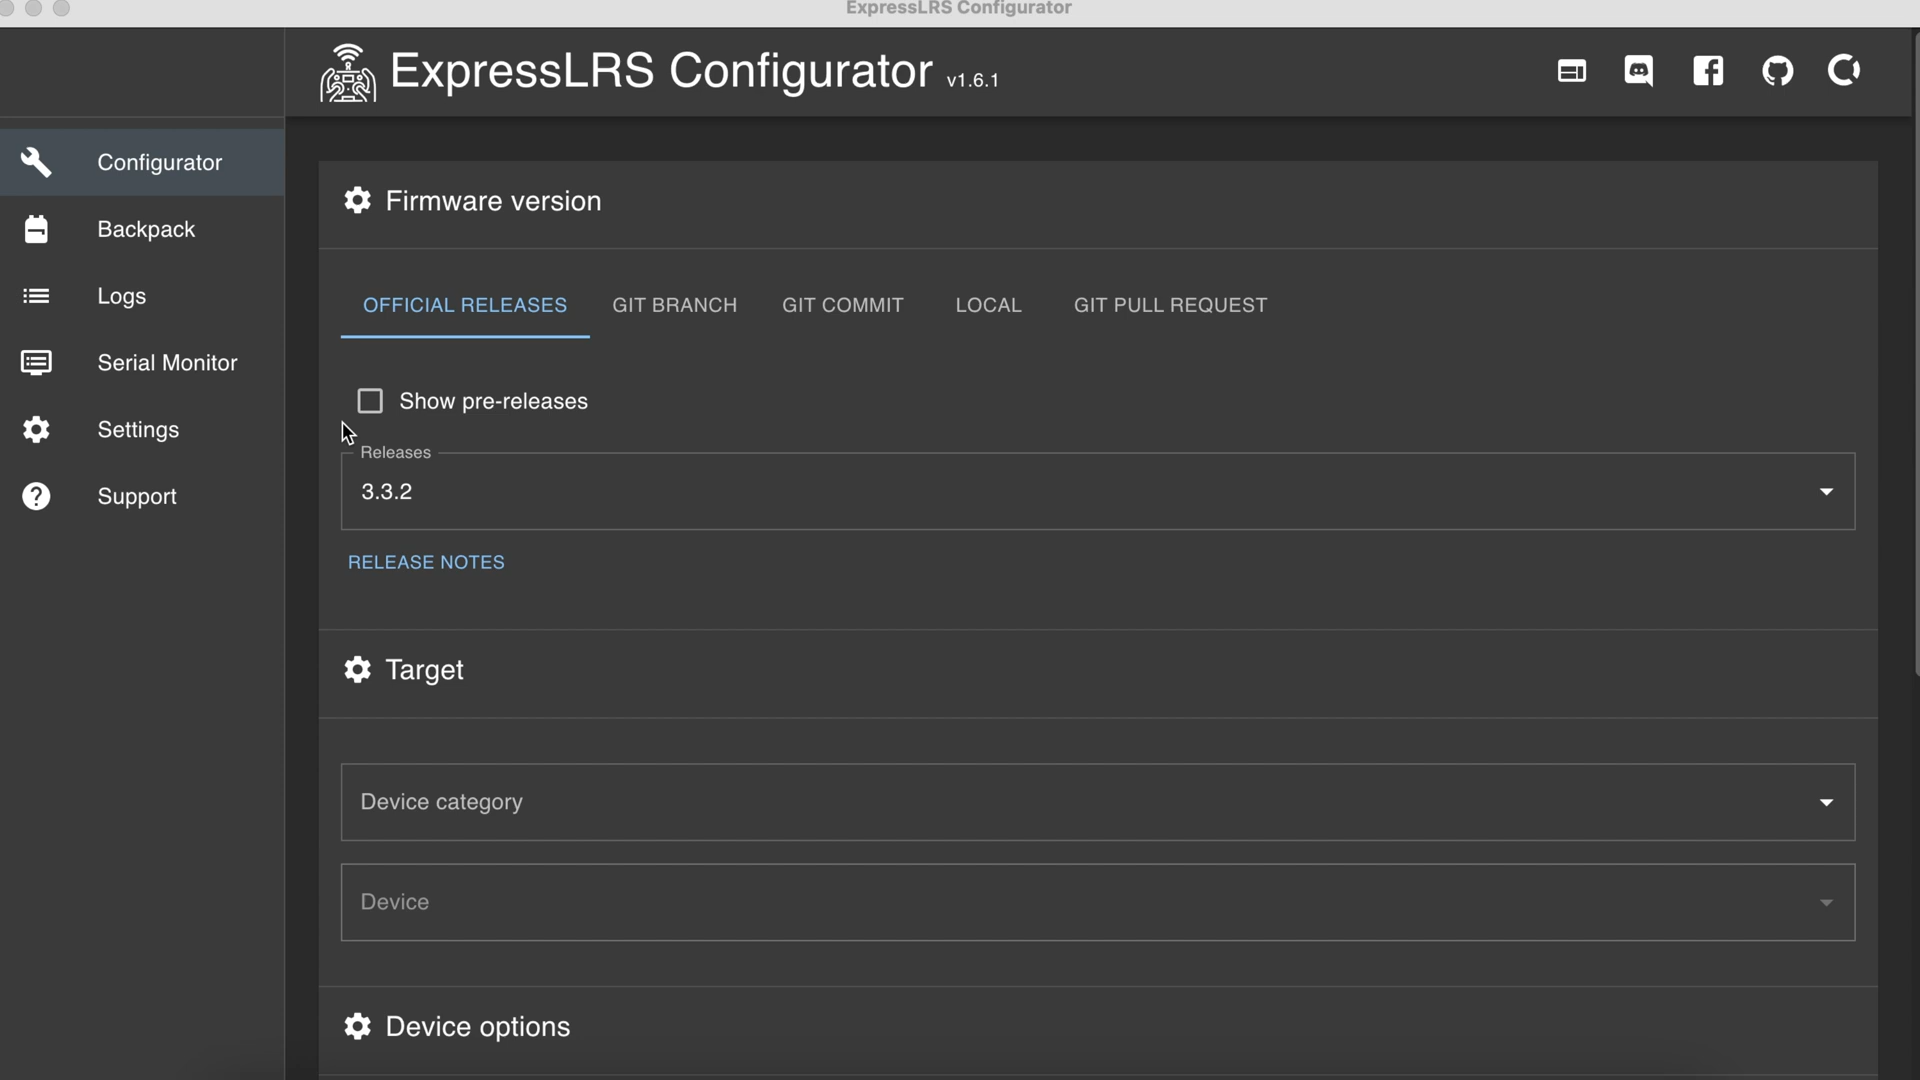 ExpressLRS Configurator
ExpressLRS Configurator v1.6.1
Configurator
Backpack
Logs
Serial Monitor
Settings
Support
Firmware version
OFFICIAL RELEASES GIT BRANCH GIT COMMIT LOCAL GIT PULL REQUEST
Show pre-releases
Releases
3.3.2
RELEASE NOTES
Target
Device category
Device
Device options